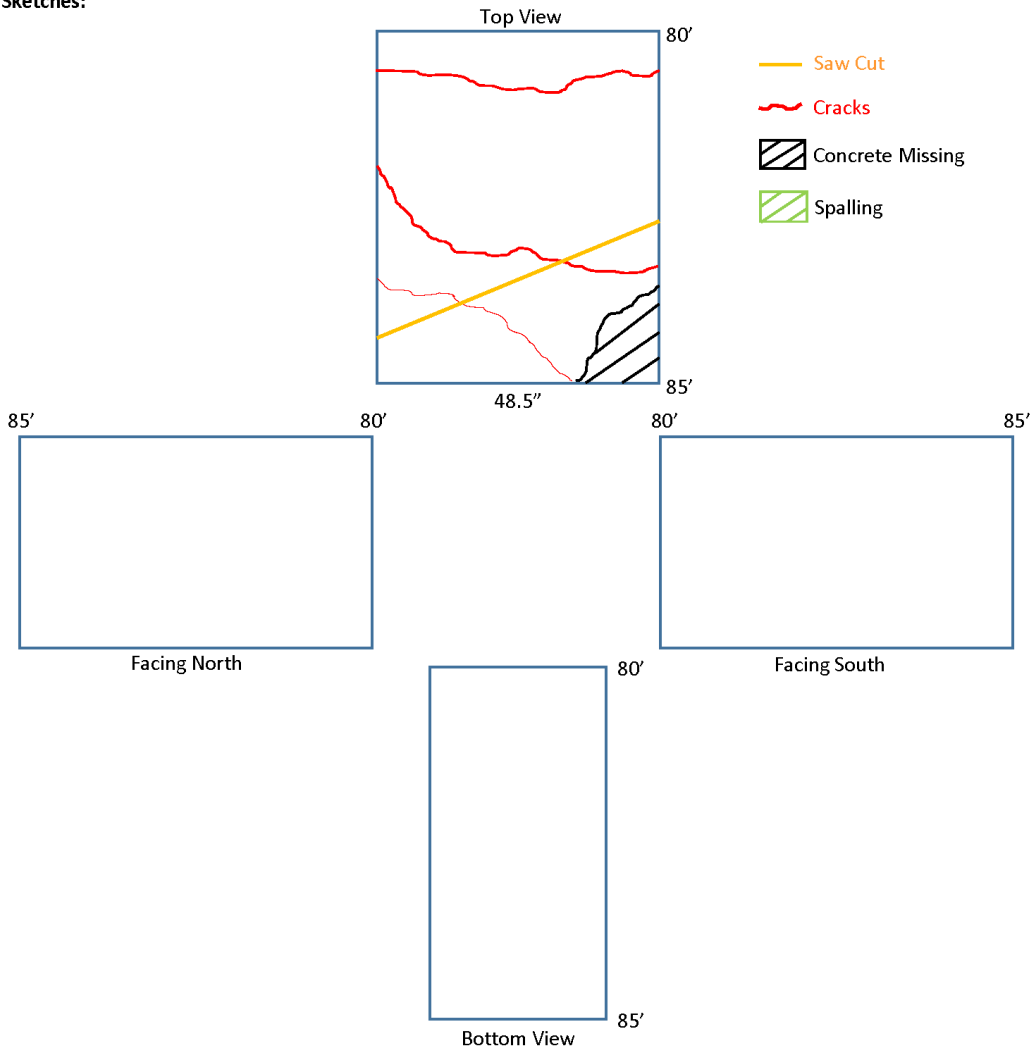 Sketches:
Top View
80′
Saw Cut
Cracks
Concrete Missing
Spalling
85′
48.5″
85′ 80′ 80′ 85′
Facing North Facing South
80′
85′
Bottom View